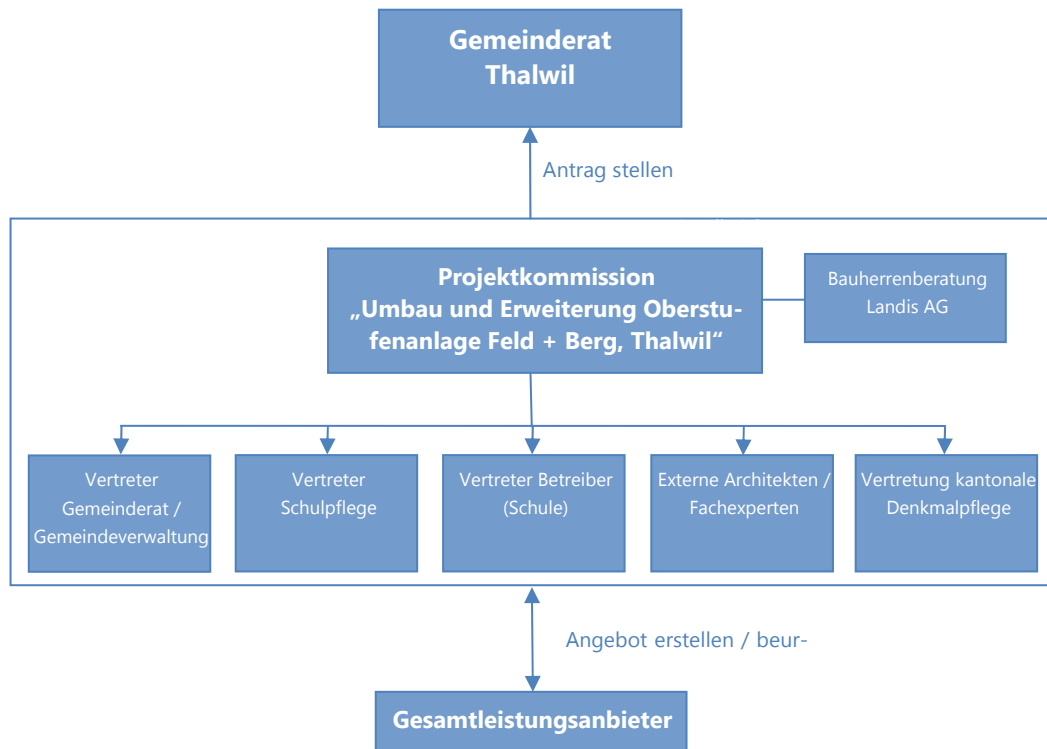 Gemeinderat
Thalwil
Antrag stellen
Projektkommission
„Umbau und Erweiterung Oberstu-
fenanlage Feld + Berg, Thalwil“
Bauherrenberatung
Landis AG
Vertreter
Gemeinderat /
Gemeindeverwaltung
Vertreter
Schulpflege
Vertreter Betreiber
(Schule)
Externe Architekten /
Fachexperten
Vertretung kantonale
Denkmalpflege
Angebot erstellen / beur-
Gesamtleistungsanbieter